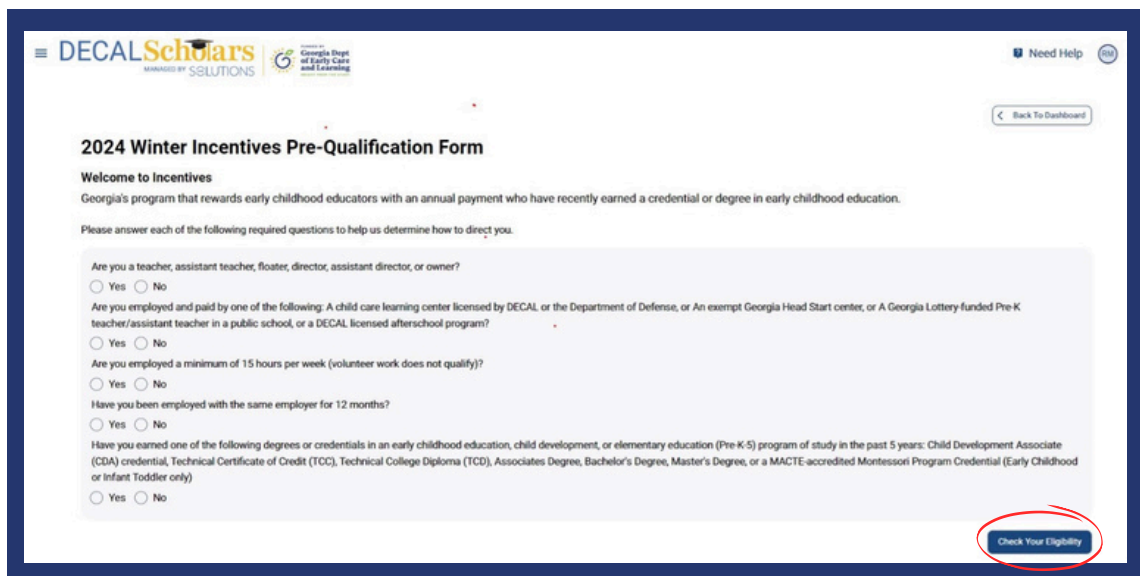 ≡ DECALScholars
MANAGED BY SOLUTIONS
Georgia Dept
of Early Care
and Learning
Need Help
RM
Back To Dashboard
2024 Winter Incentives Pre-Qualification Form
Welcome to Incentives
Georgia's program that rewards early childhood educators with an annual payment who have recently earned a credential or degree in early childhood education.
Please answer each of the following required questions to help us determine how to direct you.
Are you a teacher, assistant teacher, floater, director, assistant director, or owner?
Yes No
Are you employed and paid by one of the following: A child care learning center licensed by DECAL or the Department of Defense, or An exempt Georgia Head Start center, or A Georgia Lottery-funded Pre-K
teacher/assistant teacher in a public school, or a DECAL licensed afterschool program?
Yes No
Are you employed a minimum of 15 hours per week (volunteer work does not qualify)?
Yes No
Have you been employed with the same employer for 12 months?
Yes No
Have you earned one of the following degrees or credentials in an early childhood education, child development, or elementary education (Pre-K-5) program of study in the past 5 years: Child Development Associate
(CDA) credential, Technical Certificate of Credit (TCC), Technical College Diploma (TCD), Associates Degree, Bachelor's Degree, Master's Degree, or a MACTE-accredited Montessori Program Credential (Early Childhood
or Infant Toddler only)
Yes No
Check Your Eligibility